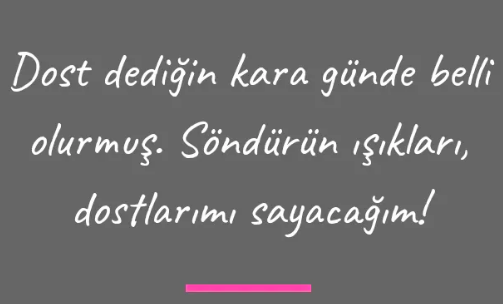 Dost dediğin kara günde belli
olurmuş. Söndürün ışıkları,
dostlarımı sayacağım!